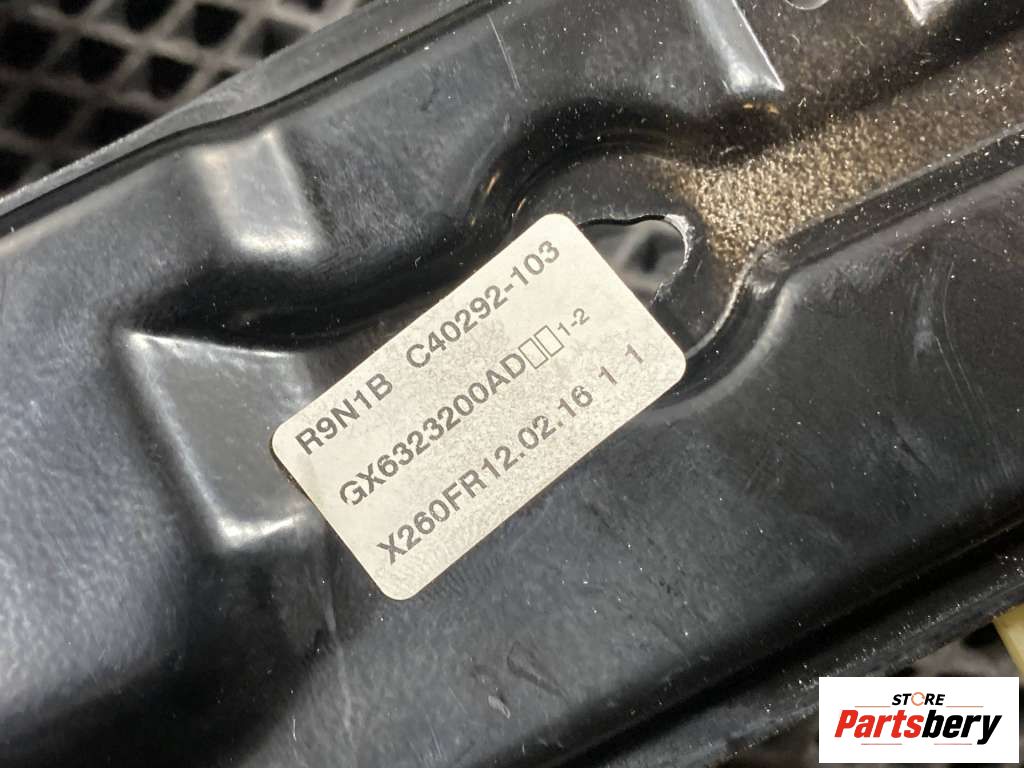 R9N1B C40292-103
GX6323200AD□□1-2
X260FR12.02.16 1 1
STORE
Partsbery